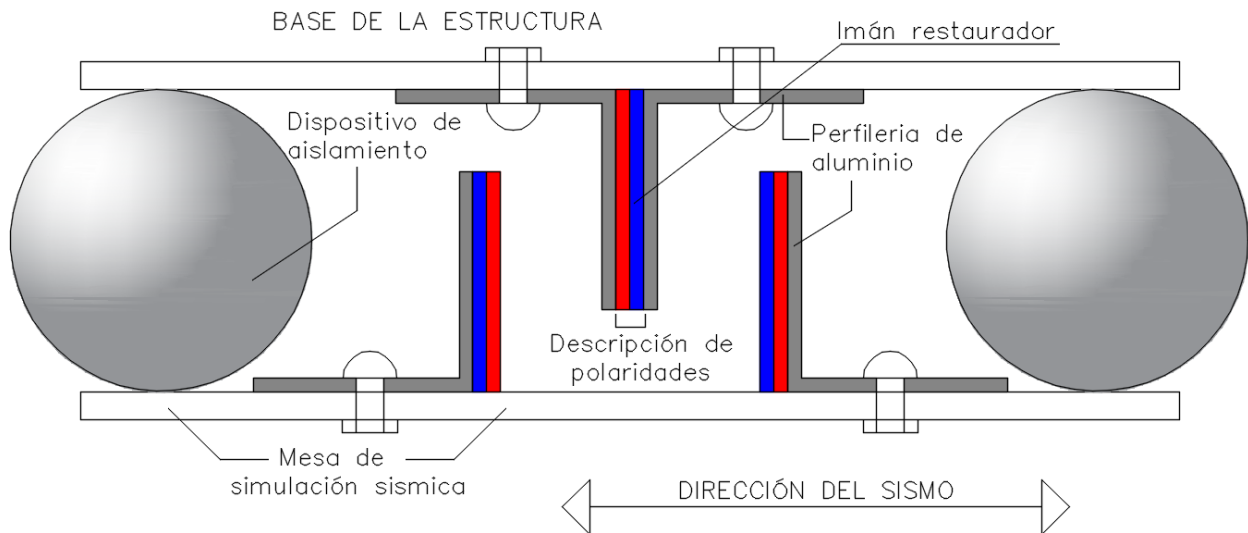 BASE DE LA ESTRUCTURA
Imán restaurador
Dispositivo de
aislamiento
Perfileria de
aluminio
Descripción de
polaridades
Mesa de
simulación sismica
DIRECCIÓN DEL SISMO